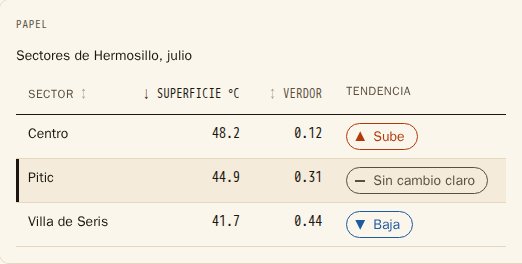 PAPEL
Sectores de Hermosillo, julio
SECTOR ↕ ↓ SUPERFICIE °C ↕ VERDOR TENDENCIA
Centro 48.2 0.12 ▲ Sube
Pitic 44.9 0.31 — Sin cambio claro
Villa de Seris 41.7 0.44 ▼ Baja